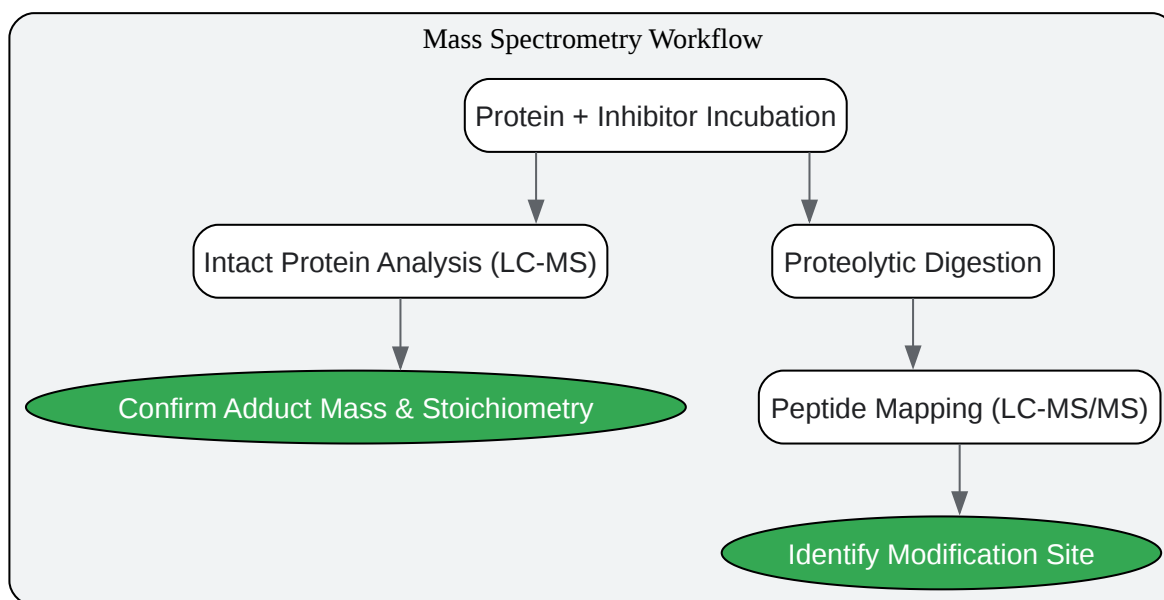 Mass Spectrometry Workflow
Protein + Inhibitor Incubation
Intact Protein Analysis (LC-MS)
Proteolytic Digestion
Confirm Adduct Mass & Stoichiometry
Peptide Mapping (LC-MS/MS)
Identify Modification Site